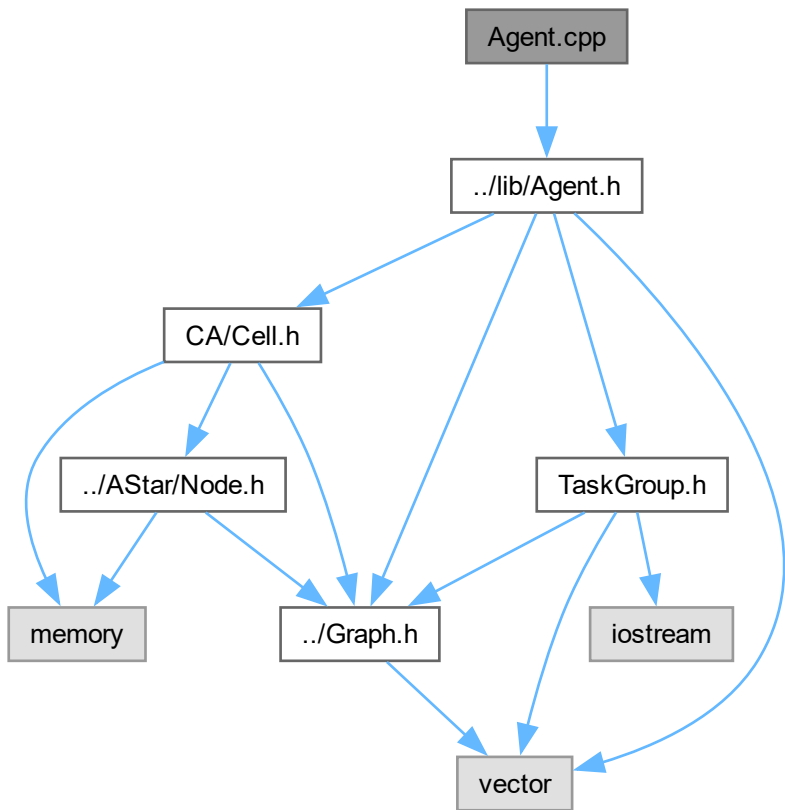 Agent.cpp
../lib/Agent.h
CA/Cell.h
../AStar/Node.h
TaskGroup.h
memory
../Graph.h
iostream
vector